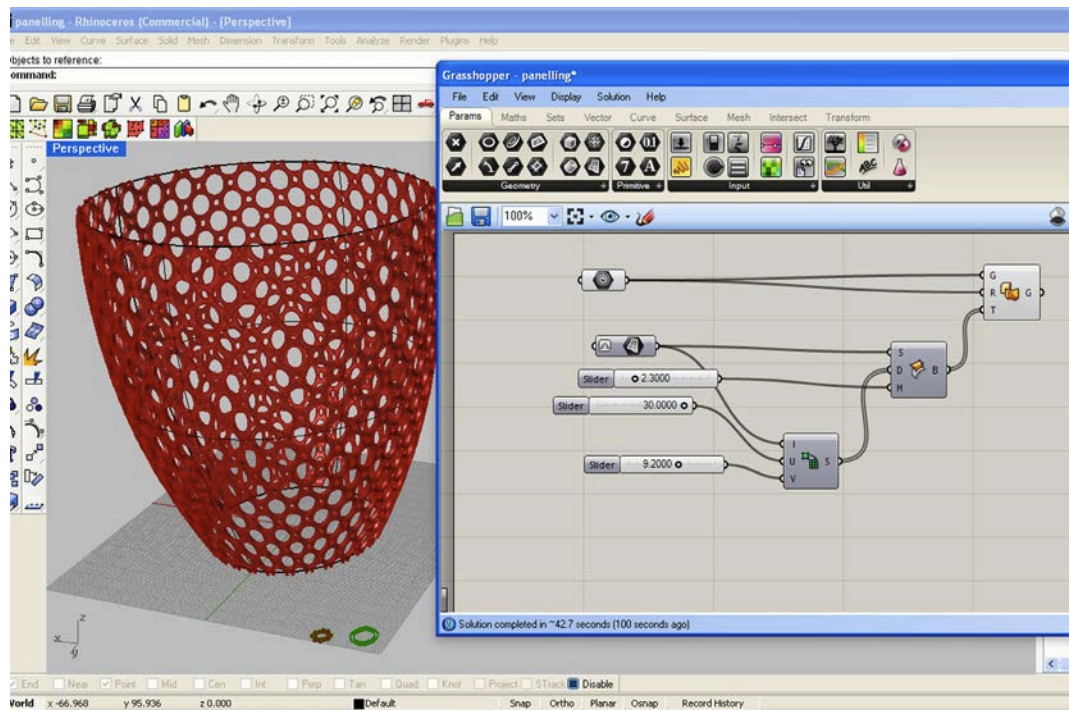 panelling - Rhinoceros (Commercial) - [Perspective]
Edit View Curve Surface Solid Mesh Dimension Transform Tools Analyze Render Plugins Help
objects to reference:
ommand:
Perspective
Grasshopper - panelling*
File Edit View Display Solution Help
Params Maths Sets Vector Curve Surface Mesh Intersect Transform
Geometry Primitive Input Util
100%
G
R G
T
S
D B
H
Slider 2.3000
Slider 30.0000
Slider 9.2000
I
U S
V
Solution completed in ~42.7 seconds (100 seconds ago)
z
x
y
End Near Point Mid Cen Int Perp Tan Quad Knot Project STrack Disable
World x -66.968 y 95.936 z 0.000 Default Snap Ortho Planar Osnap Record History